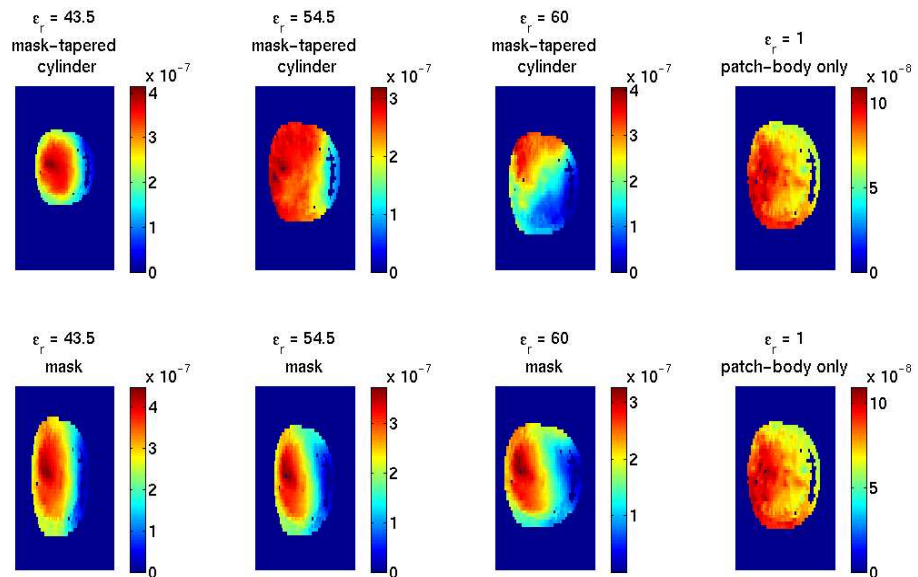 ε_r = 43.5
mask-tapered
cylinder
x 10^-7
4
3
2
1
0
ε_r = 54.5
mask-tapered
cylinder
x 10^-7
3
2
1
0
ε_r = 60
mask-tapered
cylinder
x 10^-7
4
3
2
1
0
ε_r = 1
patch-body only
x 10^-8
10
5
0
ε_r = 43.5
mask
x 10^-7
4
3
2
1
0
ε_r = 54.5
mask
x 10^-7
3
2
1
0
ε_r = 60
mask
x 10^-7
3
2
1
0
ε_r = 1
patch-body only
x 10^-8
10
5
0